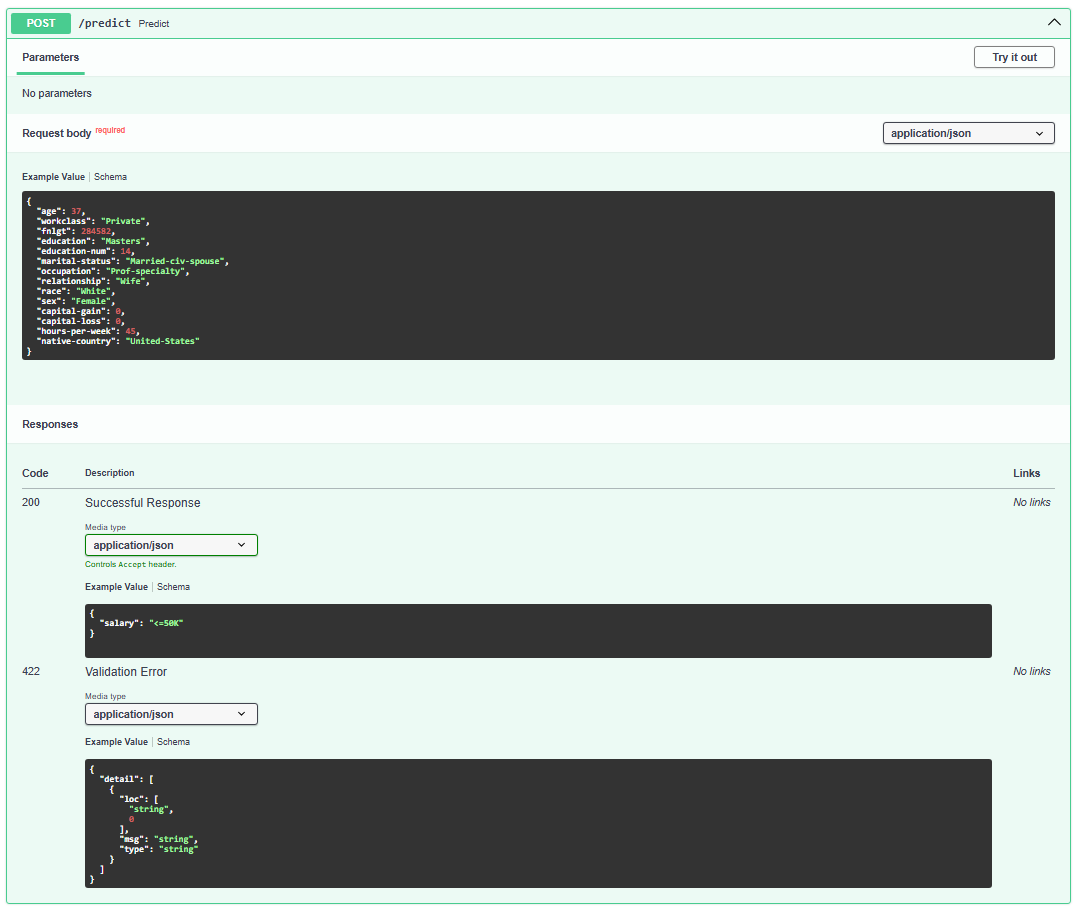 POST /predict Predict
Parameters
Try it out
No parameters
Request body required
application/json
Example Value | Schema
{
  "age": 37,
  "workclass": "Private",
  "fnlgt": 284582,
  "education": "Masters",
  "education-num": 14,
  "marital-status": "Married-civ-spouse",
  "occupation": "Prof-specialty",
  "relationship": "Wife",
  "race": "White",
  "sex": "Female",
  "capital-gain": 0,
  "capital-loss": 0,
  "hours-per-week": 45,
  "native-country": "United-States"
}
Responses
Code Description Links
200 Successful Response No links
Media type
application/json
Controls Accept header.
Example Value | Schema
{
  "salary": "<=50K"
}
422 Validation Error No links
Media type
application/json
Example Value | Schema
{
  "detail": [
    {
      "loc": [
        "string",
        0
      ],
      "msg": "string",
      "type": "string"
    }
  ]
}